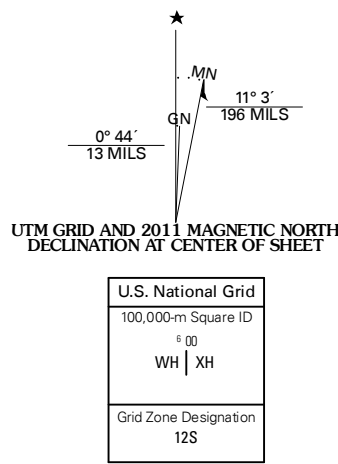 ★
MN
GN
11° 3´
196 MILS
0° 44´
13 MILS
UTM GRID AND 2011 MAGNETIC NORTH
DECLINATION AT CENTER OF SHEET
U.S. National Grid
100,000-m Square ID
6 00
WH | XH
Grid Zone Designation
12S